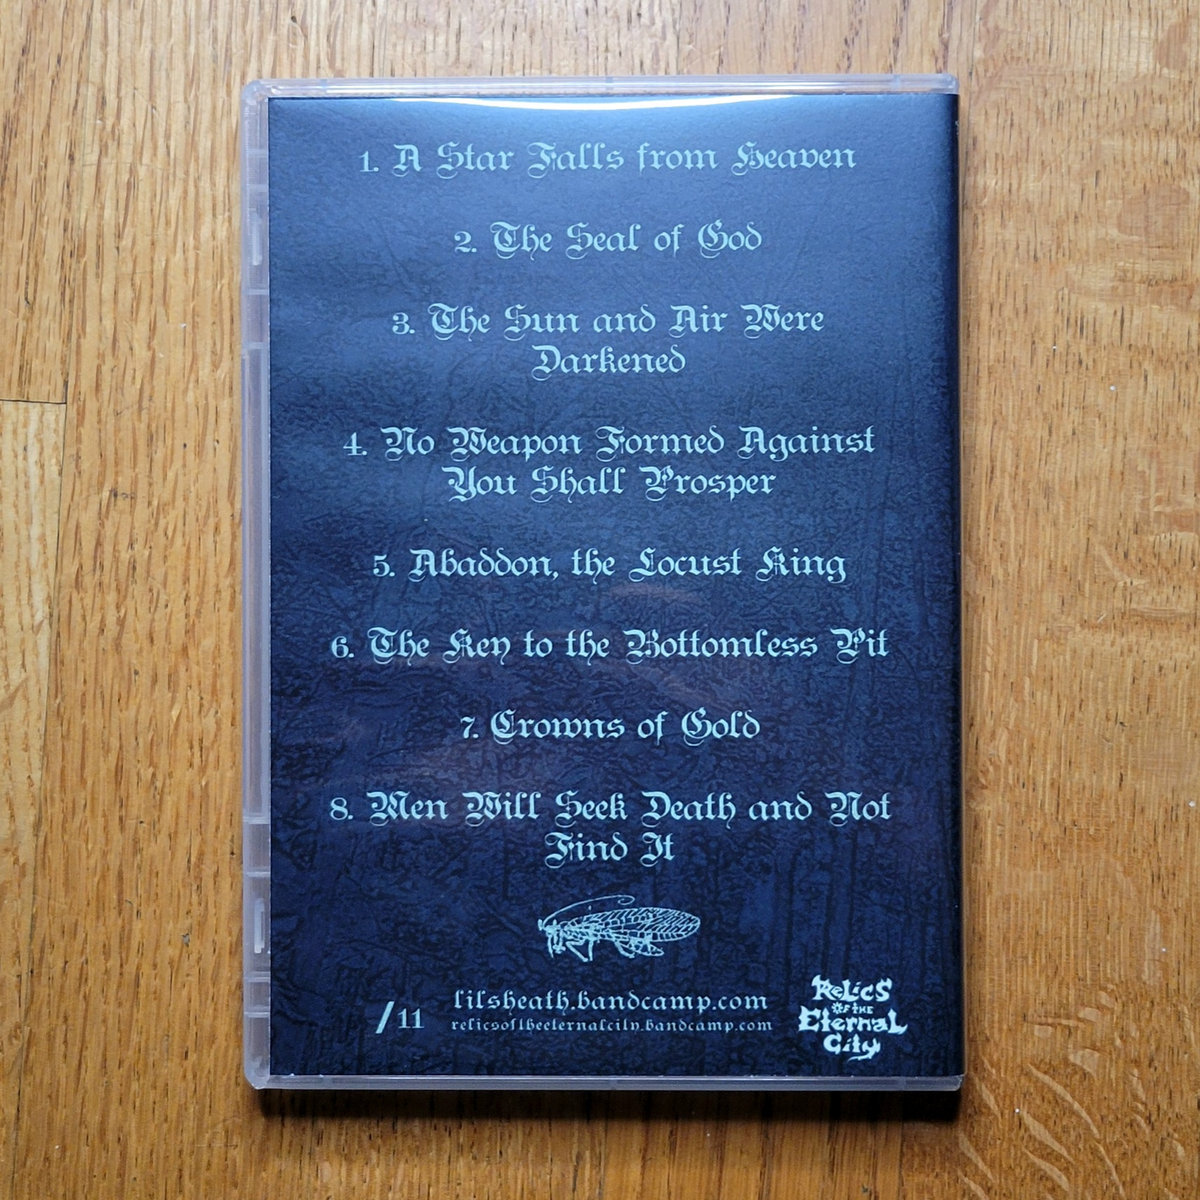 1. A Star Falls from Heaven
2. The Seal of God
3. The Sun and Air Were
Darkened
4. No Weapon Formed Against
You Shall Prosper
5. Abaddon, the Locust King
6. The Key to the Bottomless Pit
7. Crowns of Gold
8. Men Will Seek Death and Not
Find It
/11
lilsheath.bandcamp.com
relicsoftheeternalcity.bandcamp.com
Relics
of the
Eternal
City